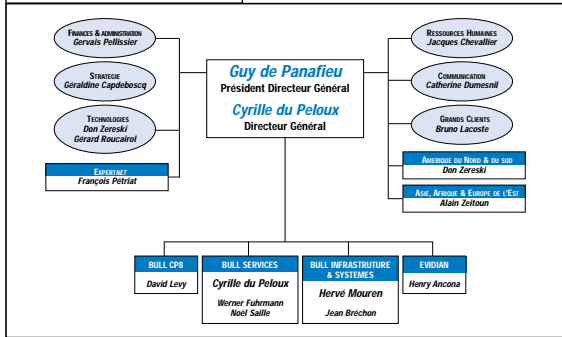 FINANCES & ADMINISTRATION
Gervais Pellissier
STRATEGIE
Géraldine Capdeboscq
TECHNOLOGIES
Don Zereski
Gérard Roucairol
EXPERTNET
François Pétriat
Guy de Panafieu
Président Directeur Général
Cyrille du Peloux
Directeur Général
RESSOURCES HUMAINES
Jacques Chevallier
COMMUNICATION
Catherine Dumesnil
GRANDS CLIENTS
Bruno Lacoste
AMERIQUE DU NORD & DU SUD
Don Zereski
ASIE, AFRIQUE & EUROPE DE L'EST
Alain Zeitoun
BULL CP8
David Levy
BULL SERVICES
Cyrille du Peloux
Werner Fuhrmann
Noël Saille
BULL INFRASTRUTURE
& SYSTEMES
Hervé Mouren
Jean Bréchon
EVIDIAN
Henry Ancona